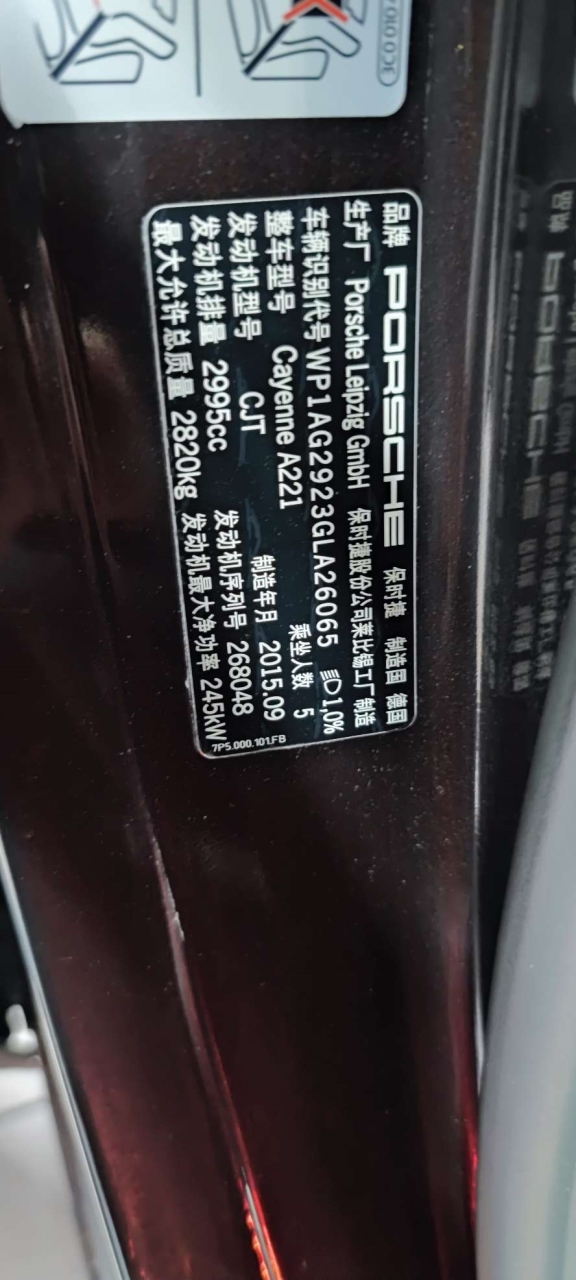 品牌 PORSCHE 保时捷 制造国 德国
生产厂 Porsche Leipzig GmbH 保时捷股份公司莱比锡工厂制造
车辆识别代号 WP1AG2923GLA26065 1,0%
整车型号 Cayenne A221 乘坐人数 5
发动机型号 CJT 制造年月 2015.09
发动机排量 2995cc 发动机序列号 268048
最大允许总质量 2820kg 发动机最大净功率 245kW
7P5.000.101.FB